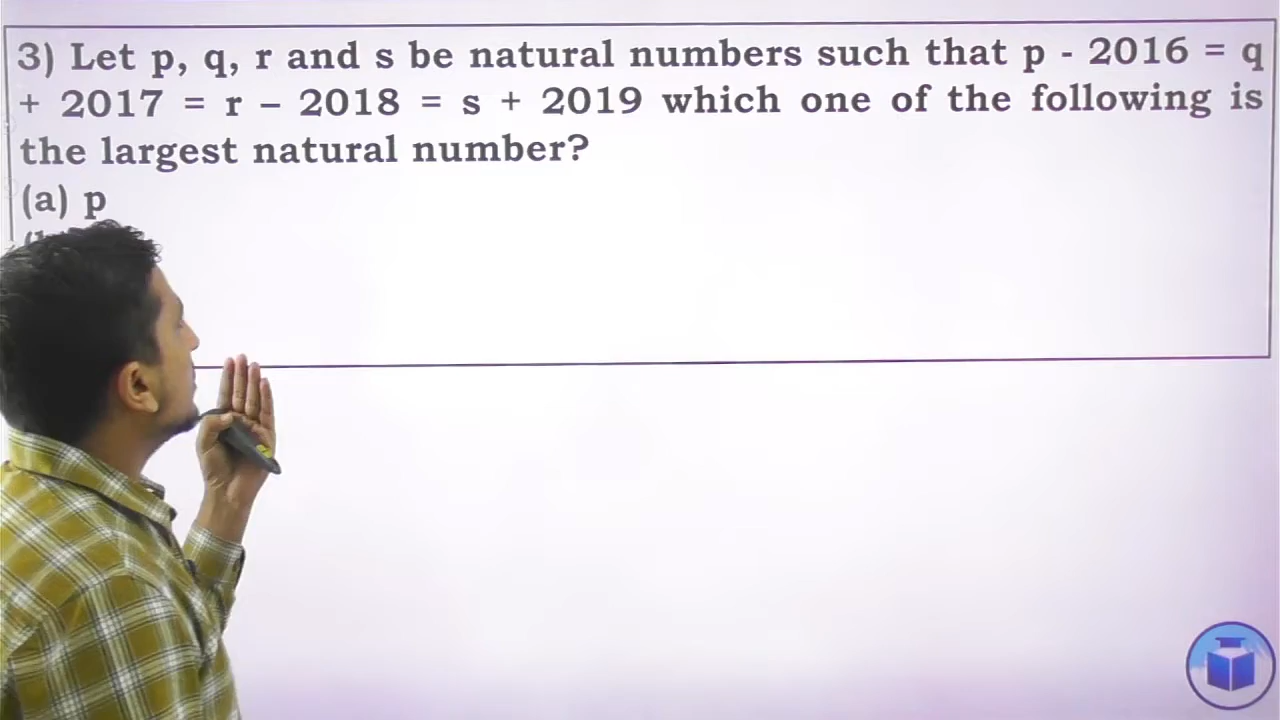 3) Let p, q, r and s be natural numbers such that p - 2016 = q
+ 2017 = r – 2018 = s + 2019 which one of the following is
the largest natural number?
(a) p